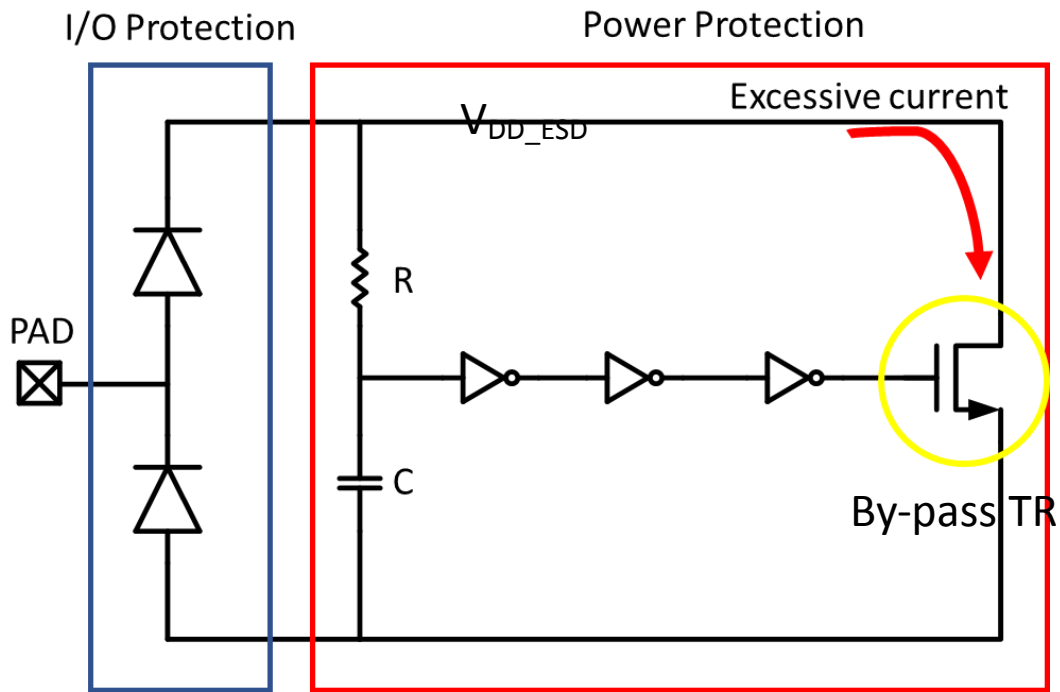 I/O Protection
Power Protection
Excessive current
V_DD_ESD
R
PAD
C
By-pass TR